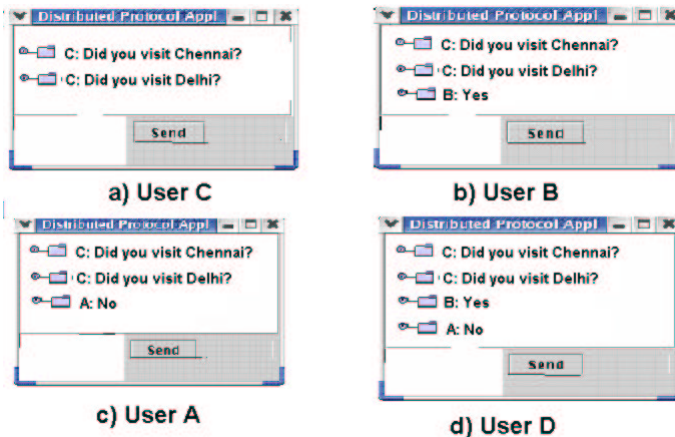 Distributed Protocol Appl
C: Did you visit Chennai?
C: Did you visit Delhi?
Send
a) User C
Distributed Protocol Appl
C: Did you visit Chennai?
C: Did you visit Delhi?
B: Yes
Send
b) User B
Distributed Protocol Appl
C: Did you visit Chennai?
C: Did you visit Delhi?
A: No
Send
c) User A
Distributed Protocol Appl
C: Did you visit Chennai?
C: Did you visit Delhi?
B: Yes
A: No
Send
d) User D